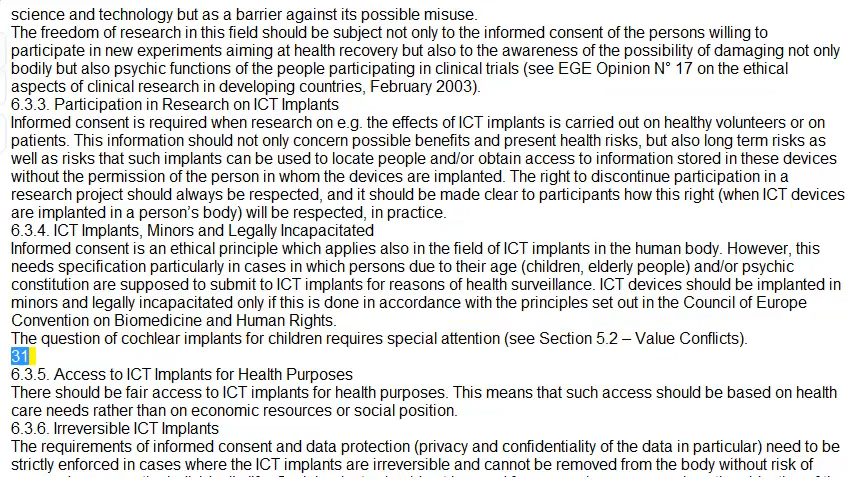 science and technology but as a barrier against its possible misuse.
The freedom of research in this field should be subject not only to the informed consent of the persons willing to
participate in new experiments aiming at health recovery but also to the awareness of the possibility of damaging not only
bodily but also psychic functions of the people participating in clinical trials (see EGE Opinion N° 17 on the ethical
aspects of clinical research in developing countries, February 2003).
6.3.3. Participation in Research on ICT Implants
Informed consent is required when research on e.g. the effects of ICT implants is carried out on healthy volunteers or on
patients. This information should not only concern possible benefits and present health risks, but also long term risks as
well as risks that such implants can be used to locate people and/or obtain access to information stored in these devices
without the permission of the person in whom the devices are implanted. The right to discontinue participation in a
research project should always be respected, and it should be made clear to participants how this right (when ICT devices
are implanted in a person's body) will be respected, in practice.
6.3.4. ICT Implants, Minors and Legally Incapacitated
Informed consent is an ethical principle which applies also in the field of ICT implants in the human body. However, this
needs specification particularly in cases in which persons due to their age (children, elderly people) and/or psychic
constitution are supposed to submit to ICT implants for reasons of health surveillance. ICT devices should be implanted in
minors and legally incapacitated only if this is done in accordance with the principles set out in the Council of Europe
Convention on Biomedicine and Human Rights.
The question of cochlear implants for children requires special attention (see Section 5.2 – Value Conflicts).
31
6.3.5. Access to ICT Implants for Health Purposes
There should be fair access to ICT implants for health purposes. This means that such access should be based on health
care needs rather than on economic resources or social position.
6.3.6. Irreversible ICT Implants
The requirements of informed consent and data protection (privacy and confidentiality of the data in particular) need to be
strictly enforced in cases where the ICT implants are irreversible and cannot be removed from the body without risk of